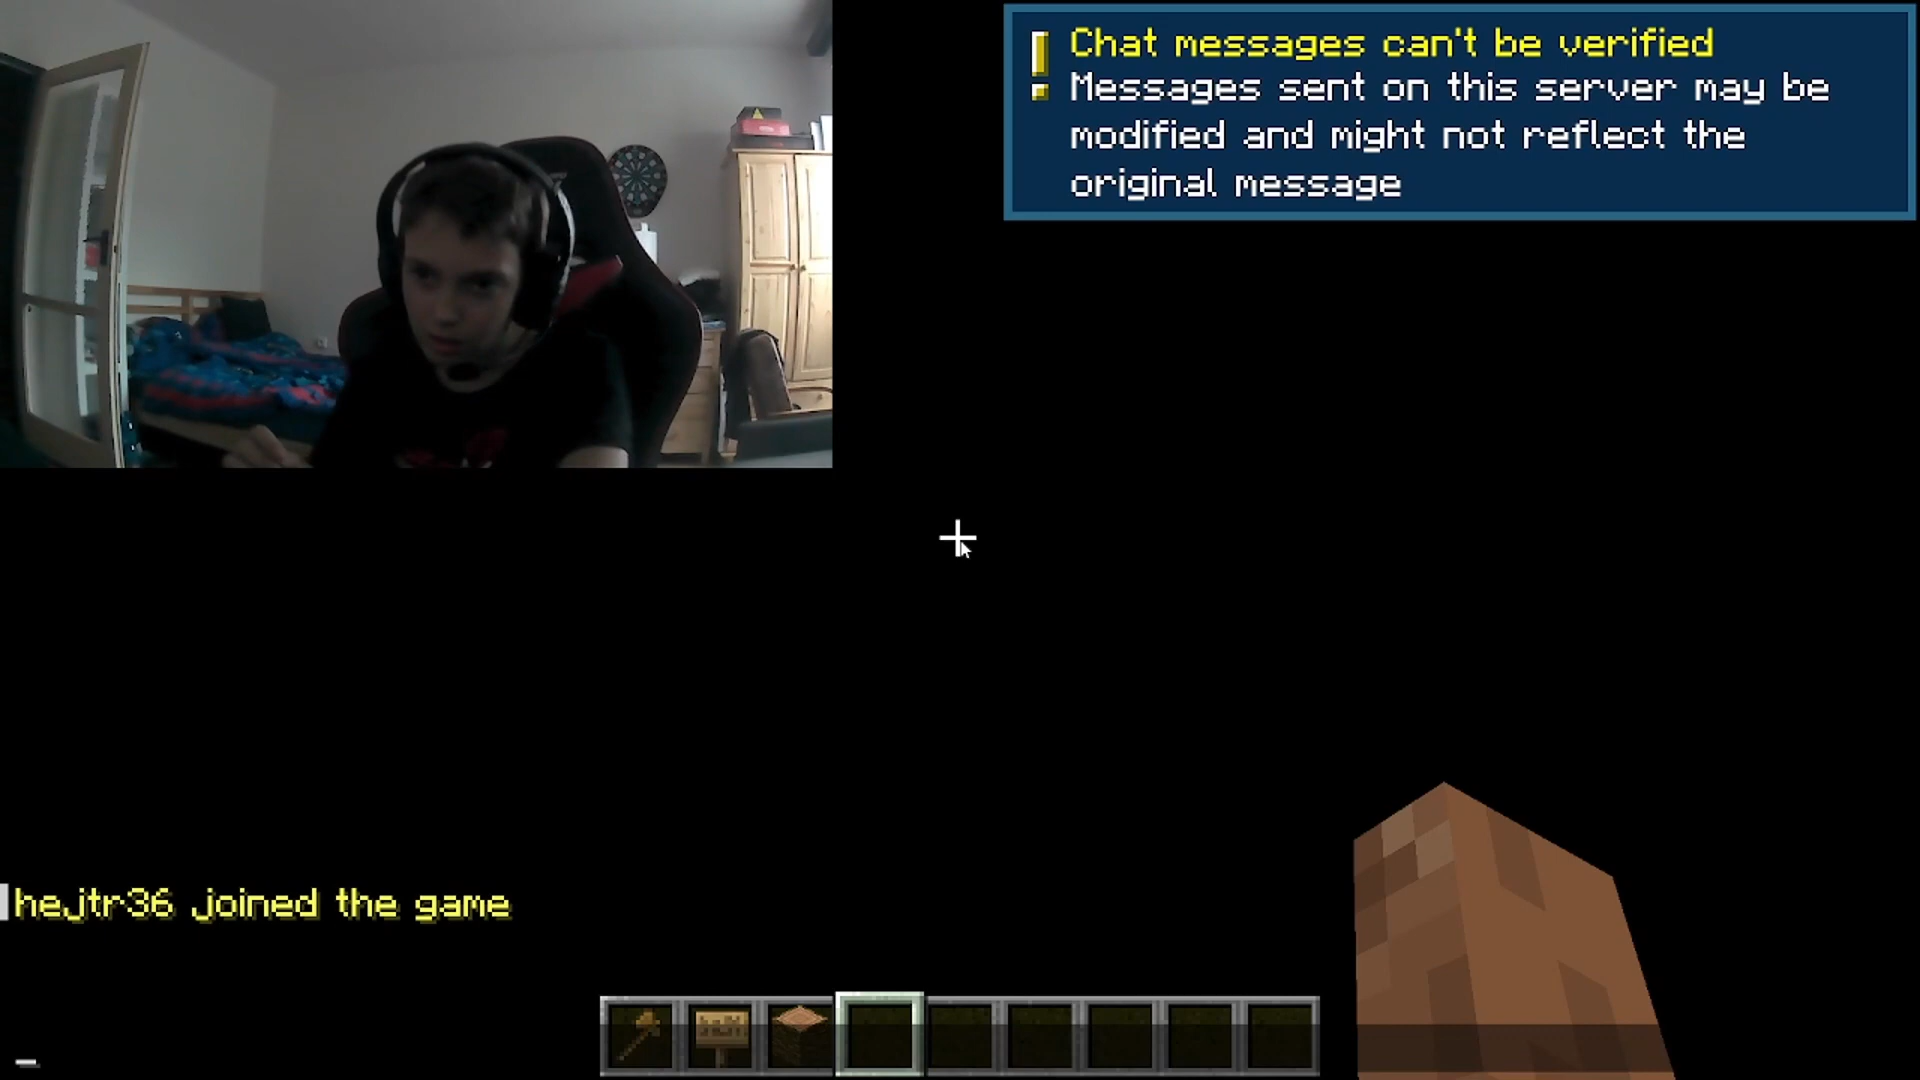 Chat messages can't be verified
Messages sent on this server may be
modified and might not reflect the
original message
hejtr36 joined the game